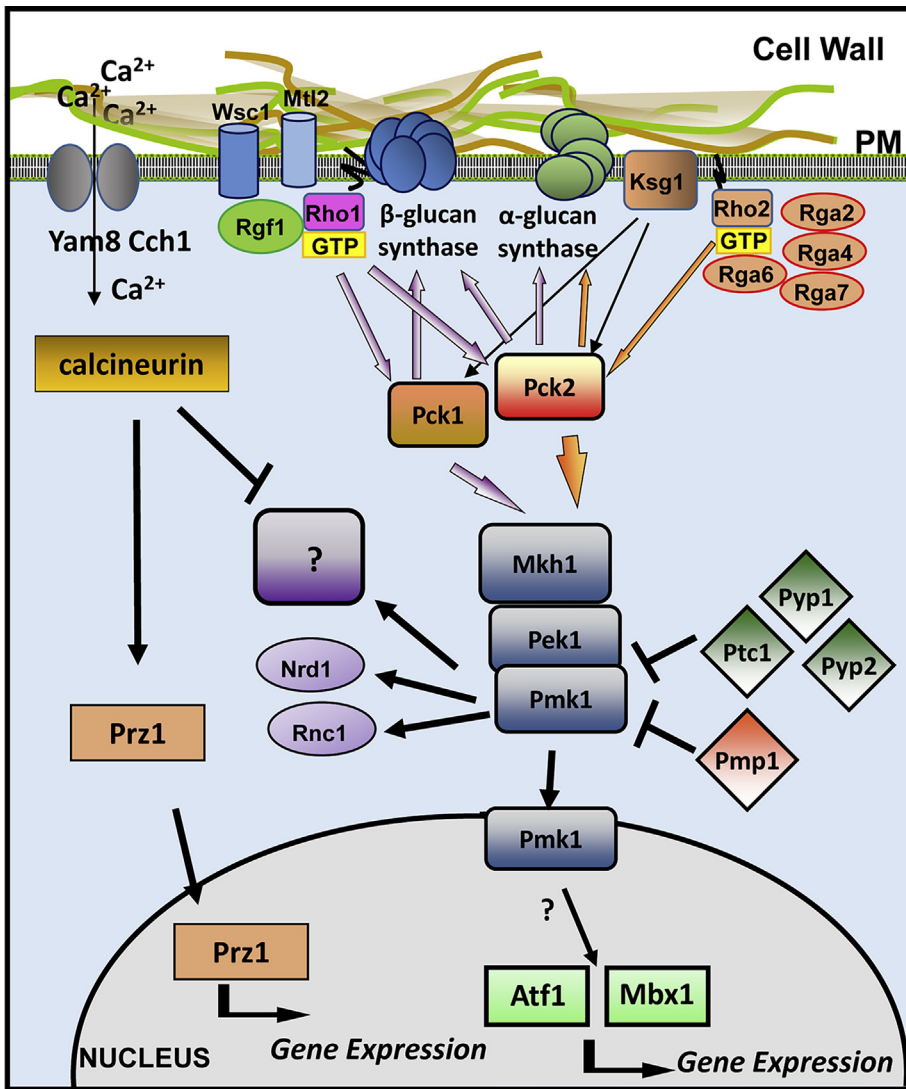 Cell Wall
Ca2+
Ca2+
Ca2+
Wsc1
Mtl2
PM
Ksg1
Rgf1
Rho1
GTP
β-glucan
synthase
α-glucan
synthase
Rho2
GTP
Rga2
Rga4
Rga6
Rga7
Yam8 Cch1
Ca2+
calcineurin
Pck1
Pck2
?
Mkh1
Pek1
Pmk1
Nrd1
Rnc1
Pyp1
Ptc1
Pyp2
Pmp1
Prz1
Pmk1
?
Prz1
Atf1
Mbx1
Gene Expression
Gene Expression
NUCLEUS